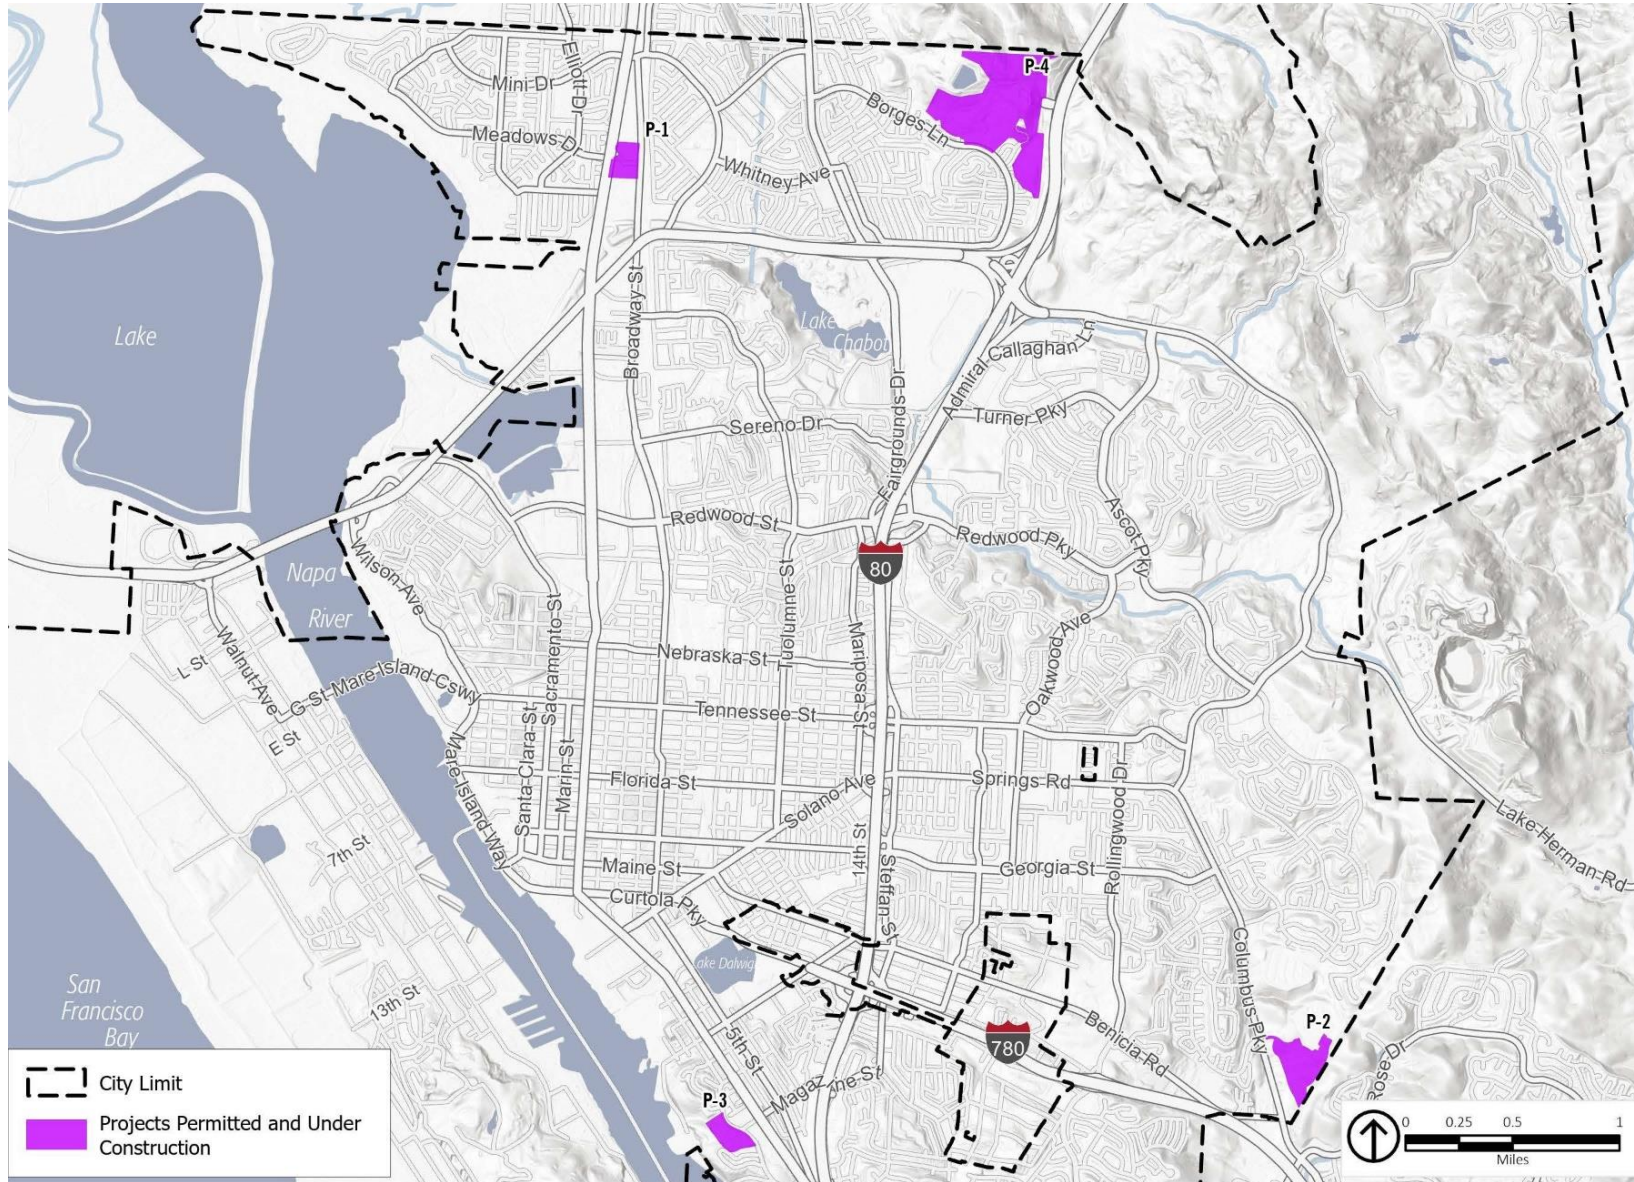 P-4
Elliott Dr
Mini Dr
Borges Ln
P-1
Meadows D
Whitney Ave
Broadway St
Lake
Lake
Chabot
Admiral Callaghan Ln
Fairgrounds Dr
Turner Pky
Sereno Dr
Redwood St
Redwood Pky
Ascot Pky
80
Wilson Ave
Napa
River
Tuolumne St
Sacramento St
Mariposa St
Oakwood Ave
Walnut Ave
L St
Nebraska St
G St Mare Island Cswy
Tennessee St
E St
Santa Clara St
Marin St
Mare Island Way
Florida St
Springs Rd
Solano Ave
Rollingwood Dr
Lake Herman Rd
7th St
14th St
Steffan St
Maine St
Georgia St
Curtola Pky
Columbus Pky
ake Dalwig
San
Francisco
Bay
13th St
5th St
780
Benicia Rd
P-2
Rose Dr
Magaz ne St
P-3
City Limit
Projects Permitted and Under
Construction
0 0.25 0.5 1
Miles